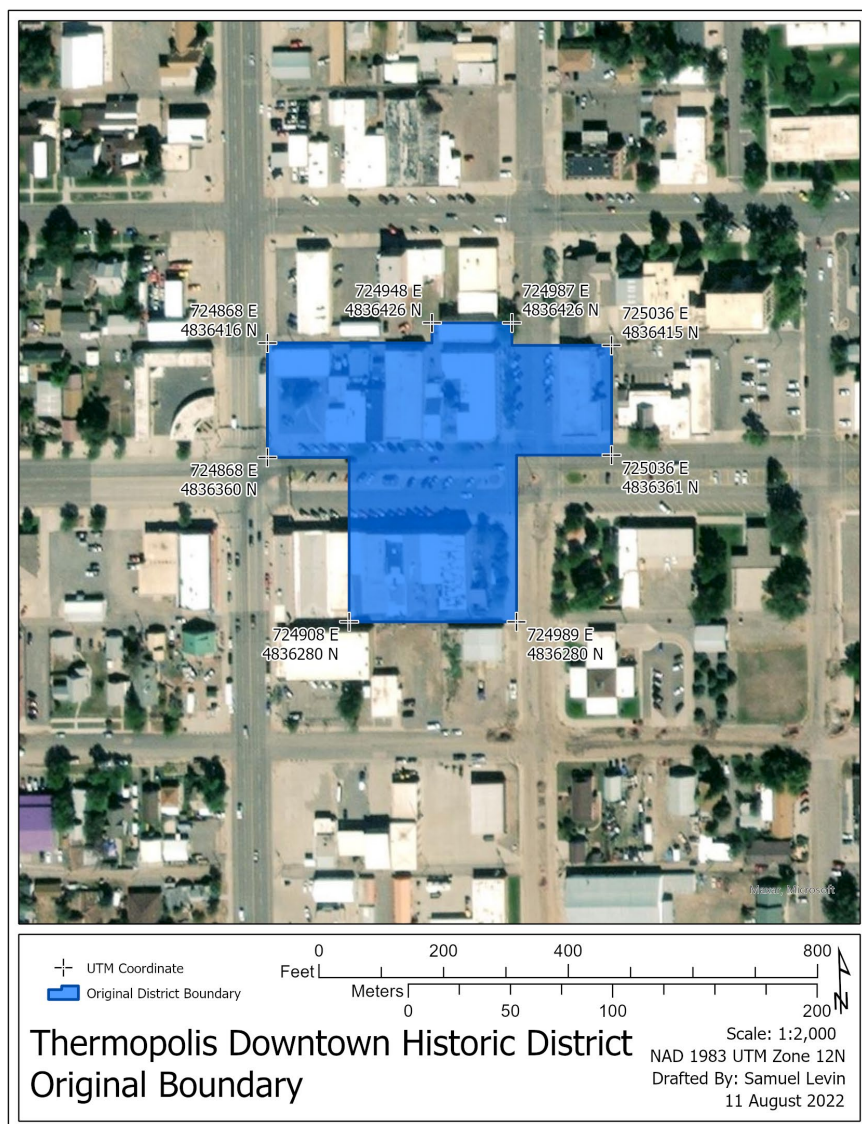 724948 E
4836426 N
724987 E
4836426 N
724868 E
4836416 N
725036 E
4836415 N
724868 E
4836360 N
725036 E
4836361 N
724908 E
4836280 N
724989 E
4836280 N
Maxar, Microsoft
UTM Coordinate
Original District Boundary
0 200 400 800
Feet
Meters
0 50 100 200
N
Thermopolis Downtown Historic District
Original Boundary
Scale: 1:2,000
NAD 1983 UTM Zone 12N
Drafted By: Samuel Levin
11 August 2022